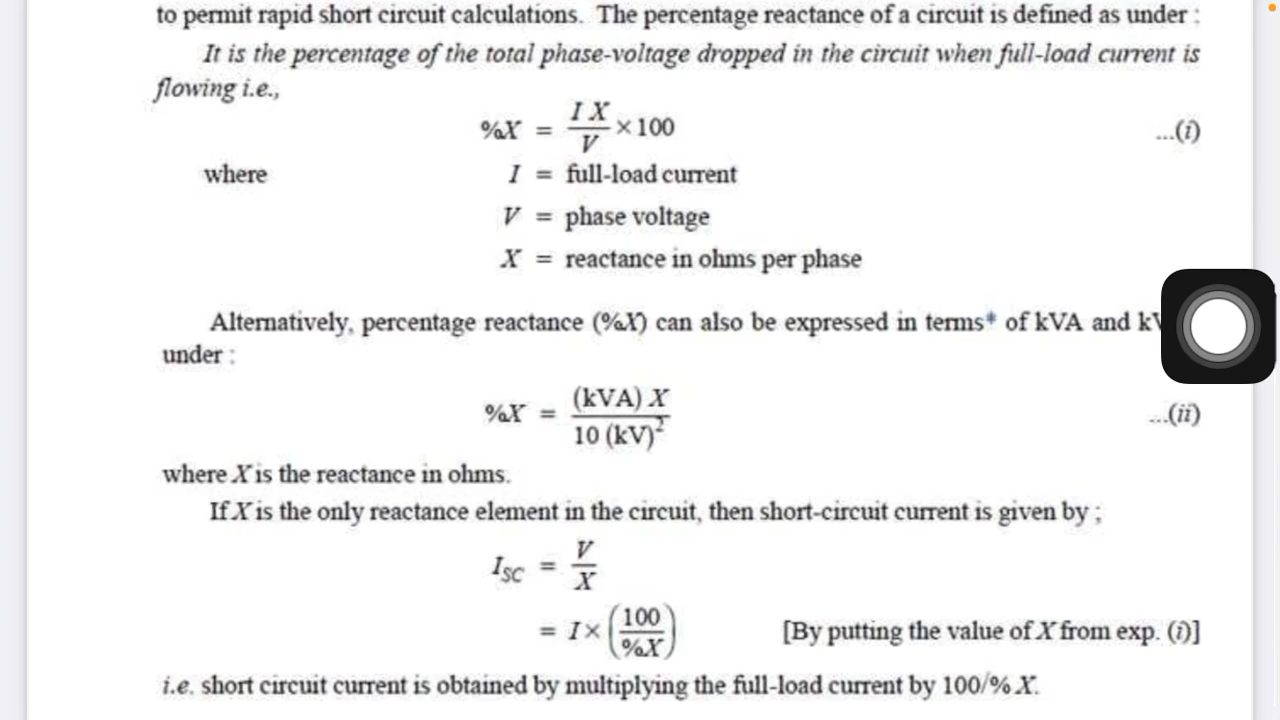 to permit rapid short circuit calculations. The percentage reactance of a circuit is defined as under :
It is the percentage of the total phase-voltage dropped in the circuit when full-load current is
flowing i.e.,
%X = I X / V × 100 ...(i)
where I = full-load current
V = phase voltage
X = reactance in ohms per phase
Alternatively, percentage reactance (%X) can also be expressed in terms* of kVA and
under :
%X = (kVA) X / 10 (kV)² ...(ii)
where X is the reactance in ohms.
If X is the only reactance element in the circuit, then short-circuit current is given by ;
I_SC = V / X
= I × (100 / %X) [By putting the value of X from exp. (i)]
i.e. short circuit current is obtained by multiplying the full-load current by 100/% X.